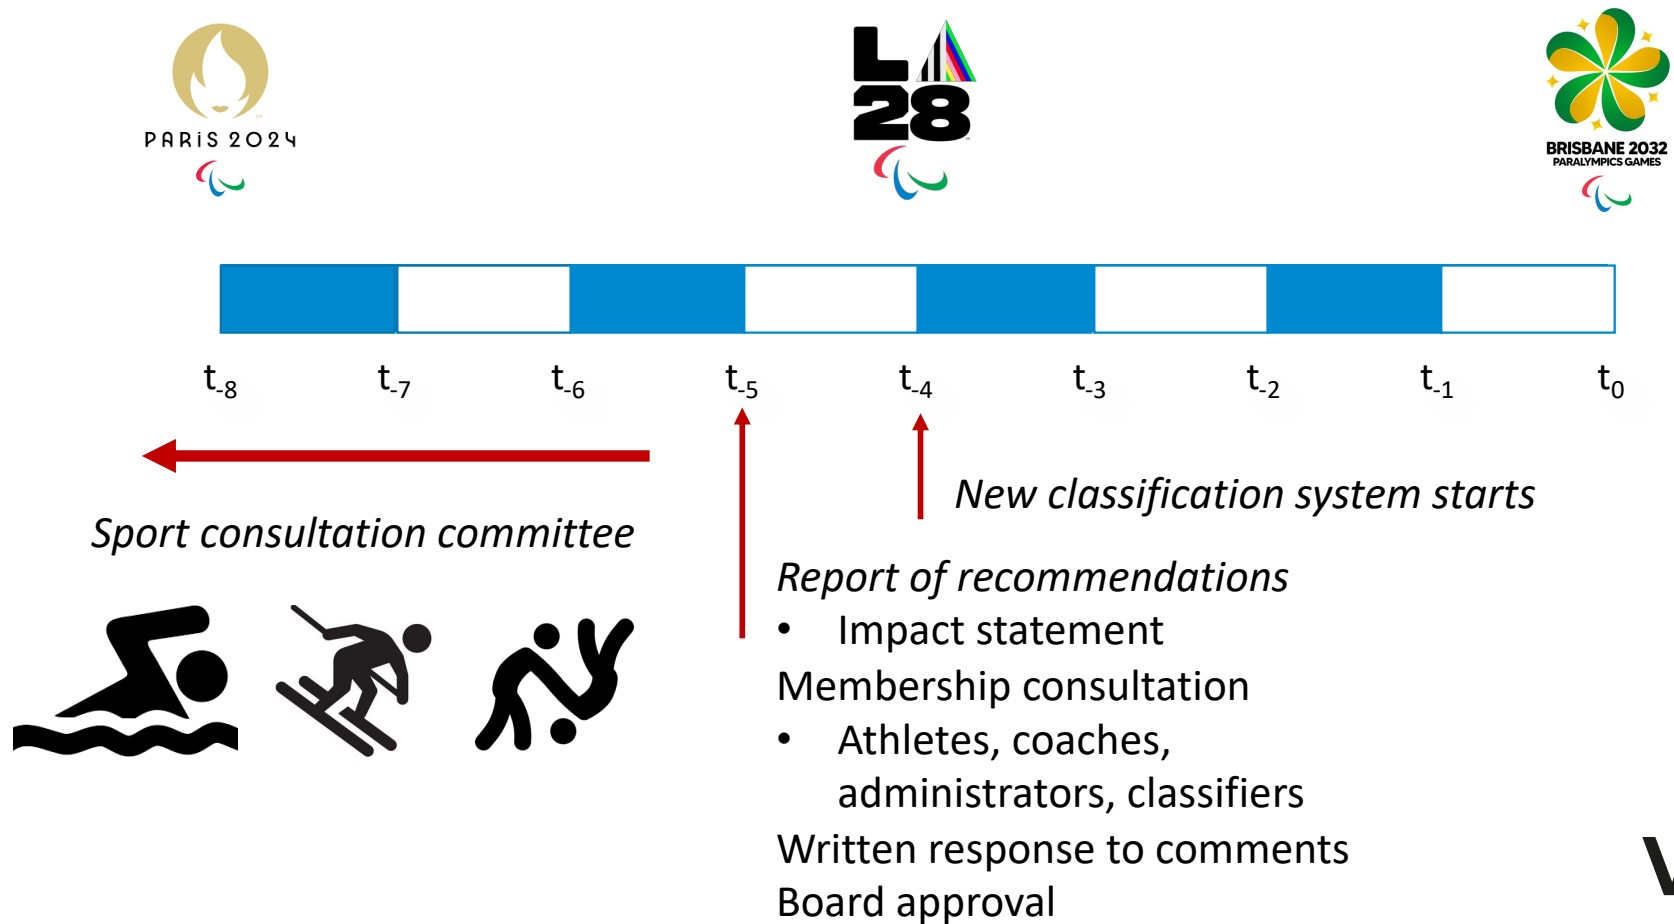 PARIS 2024
L
28
BRISBANE 2032
PARALYMPICS GAMES
t-8 t-7 t-6 t-5 t-4 t-3 t-2 t-1 t0
New classification system starts
Sport consultation committee
Report of recommendations
• Impact statement
Membership consultation
• Athletes, coaches,
administrators, classifiers
Written response to comments
Board approval